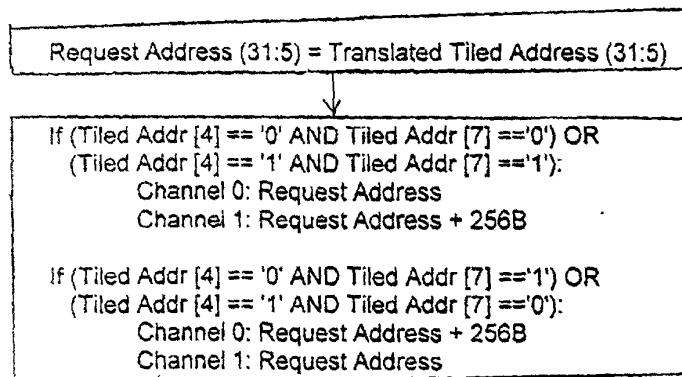 Request Address (31:5) = Translated Tiled Address (31:5)
If (Tiled Addr [4] == '0' AND Tiled Addr [7] =='0') OR
(Tiled Addr [4] == '1' AND Tiled Addr [7] =='1'):
Channel 0: Request Address
Channel 1: Request Address + 256B
If (Tiled Addr [4] == '0' AND Tiled Addr [7] =='1') OR
(Tiled Addr [4] == '1' AND Tiled Addr [7] =='0'):
Channel 0: Request Address + 256B
Channel 1: Request Address